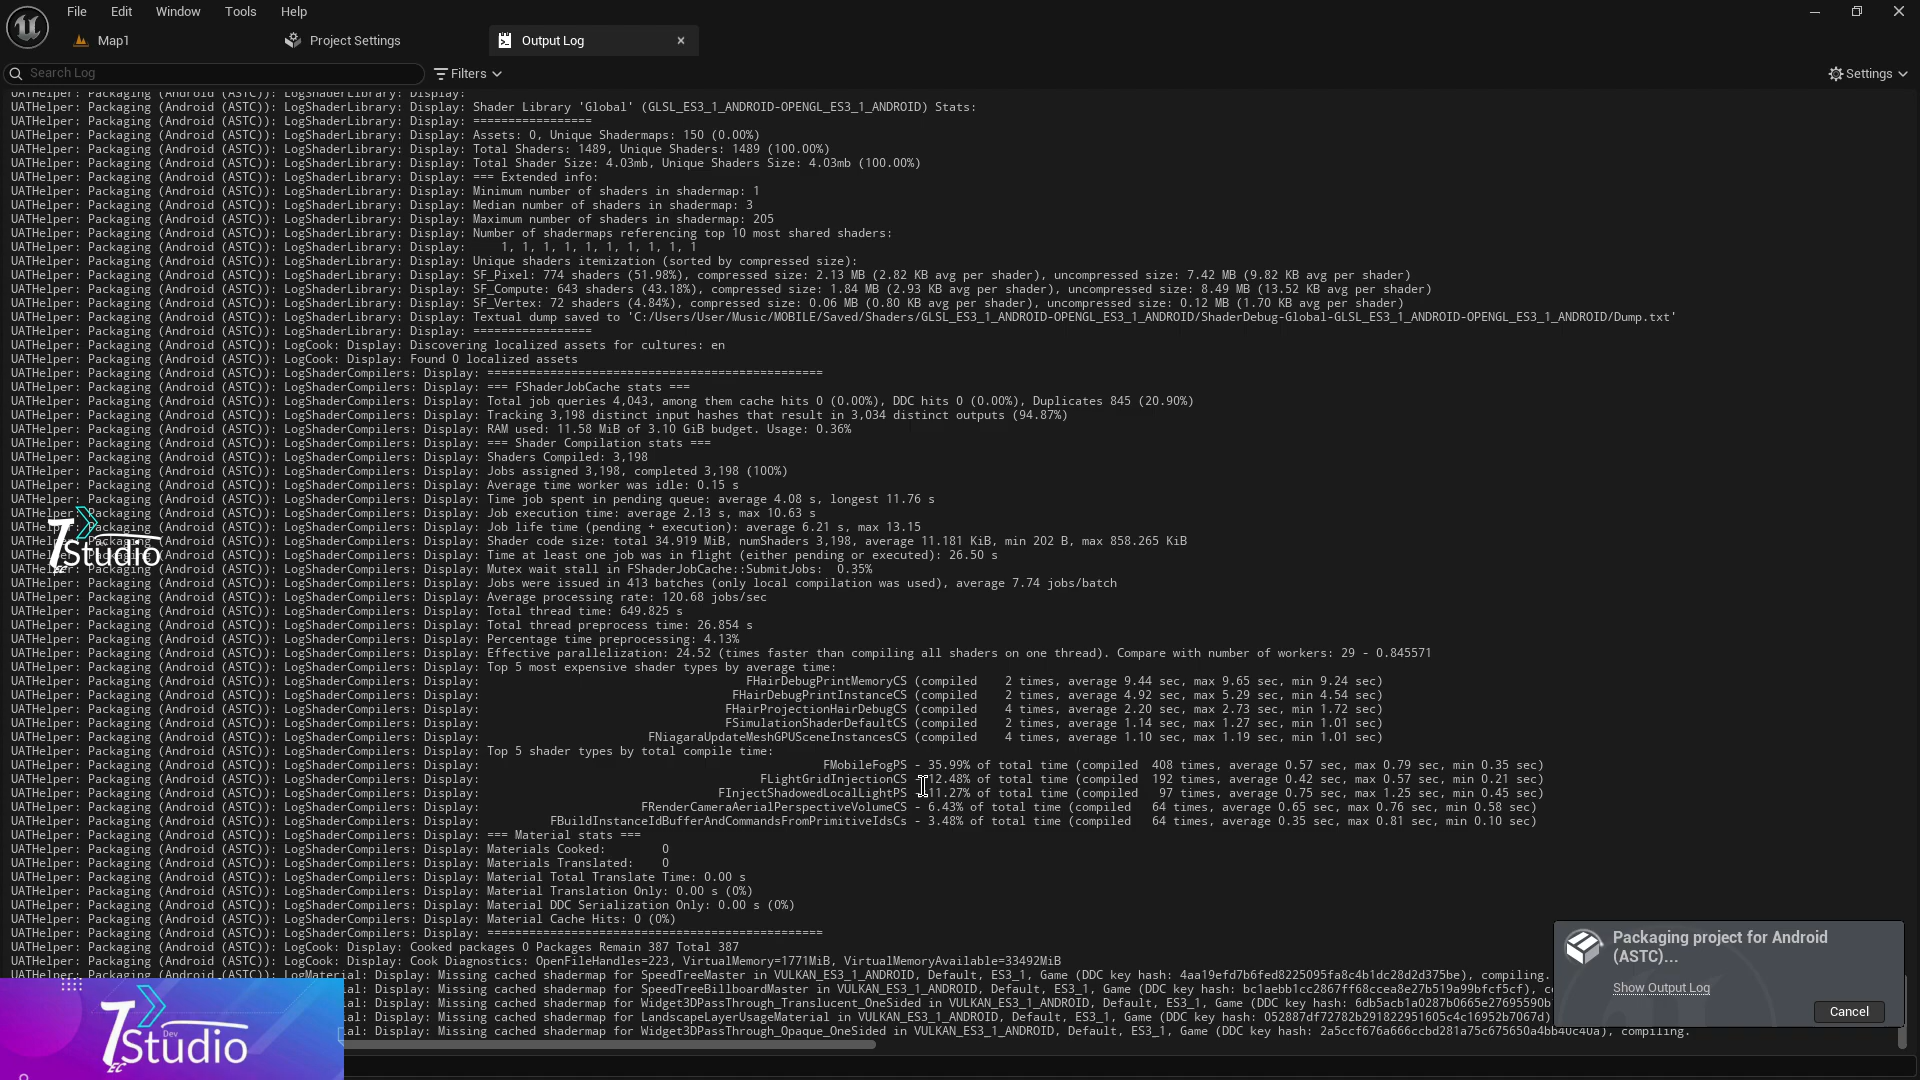 File Edit Window Tools Help
Map1 Project Settings Output Log
Search Log Filters Settings
UATHelper: Packaging (Android (ASTC)): LogShaderLibrary: Display:
UATHelper: Packaging (Android (ASTC)): LogShaderLibrary: Display: Shader Library 'Global' (GLSL_ES3_1_ANDROID-OPENGL_ES3_1_ANDROID) Stats:
UATHelper: Packaging (Android (ASTC)): LogShaderLibrary: Display: =================
UATHelper: Packaging (Android (ASTC)): LogShaderLibrary: Display: Assets: 0, Unique Shadermaps: 150 (0.00%)
UATHelper: Packaging (Android (ASTC)): LogShaderLibrary: Display: Total Shaders: 1489, Unique Shaders: 1489 (100.00%)
UATHelper: Packaging (Android (ASTC)): LogShaderLibrary: Display: Total Shader Size: 4.03mb, Unique Shaders Size: 4.03mb (100.00%)
UATHelper: Packaging (Android (ASTC)): LogShaderLibrary: Display: === Extended info:
UATHelper: Packaging (Android (ASTC)): LogShaderLibrary: Display: Minimum number of shaders in shadermap: 1
UATHelper: Packaging (Android (ASTC)): LogShaderLibrary: Display: Median number of shaders in shadermap: 3
UATHelper: Packaging (Android (ASTC)): LogShaderLibrary: Display: Maximum number of shaders in shadermap: 205
UATHelper: Packaging (Android (ASTC)): LogShaderLibrary: Display: Number of shadermaps referencing top 10 most shared shaders:
UATHelper: Packaging (Android (ASTC)): LogShaderLibrary: Display: 1, 1, 1, 1, 1, 1, 1, 1, 1, 1
UATHelper: Packaging (Android (ASTC)): LogShaderLibrary: Display: Unique shaders itemization (sorted by compressed size):
UATHelper: Packaging (Android (ASTC)): LogShaderLibrary: Display: SF_Pixel: 774 shaders (51.98%), compressed size: 2.13 MB (2.82 KB avg per shader), uncompressed size: 7.42 MB (9.82 KB avg per shader)
UATHelper: Packaging (Android (ASTC)): LogShaderLibrary: Display: SF_Compute: 643 shaders (43.18%), compressed size: 1.84 MB (2.93 KB avg per shader), uncompressed size: 8.49 MB (13.52 KB avg per shader)
UATHelper: Packaging (Android (ASTC)): LogShaderLibrary: Display: SF_Vertex: 72 shaders (4.84%), compressed size: 0.06 MB (0.80 KB avg per shader), uncompressed size: 0.12 MB (1.70 KB avg per shader)
UATHelper: Packaging (Android (ASTC)): LogShaderLibrary: Display: Textual dump saved to 'C:/Users/User/Music/MOBILE/Saved/Shaders/GLSL_ES3_1_ANDROID-OPENGL_ES3_1_ANDROID/ShaderDebug-Global-GLSL_ES3_1_ANDROID-OPENGL_ES3_1_ANDROID/Dump.txt'
UATHelper: Packaging (Android (ASTC)): LogShaderLibrary: Display: =================
UATHelper: Packaging (Android (ASTC)): LogCook: Display: Discovering localized assets for cultures: en
UATHelper: Packaging (Android (ASTC)): LogCook: Display: Found 0 localized assets
UATHelper: Packaging (Android (ASTC)): LogShaderCompilers: Display: ================================================
UATHelper: Packaging (Android (ASTC)): LogShaderCompilers: Display: === FShaderJobCache stats ===
UATHelper: Packaging (Android (ASTC)): LogShaderCompilers: Display: Total job queries 4,043, among them cache hits 0 (0.00%), DDC hits 0 (0.00%), Duplicates 845 (20.90%)
UATHelper: Packaging (Android (ASTC)): LogShaderCompilers: Display: Tracking 3,198 distinct input hashes that result in 3,034 distinct outputs (94.87%)
UATHelper: Packaging (Android (ASTC)): LogShaderCompilers: Display: RAM used: 11.58 MiB of 3.10 GiB budget. Usage: 0.36%
UATHelper: Packaging (Android (ASTC)): LogShaderCompilers: Display: === Shader Compilation stats ===
UATHelper: Packaging (Android (ASTC)): LogShaderCompilers: Display: Shaders Compiled: 3,198
UATHelper: Packaging (Android (ASTC)): LogShaderCompilers: Display: Jobs assigned 3,198, completed 3,198 (100%)
UATHelper: Packaging (Android (ASTC)): LogShaderCompilers: Display: Average time worker was idle: 0.15 s
UATHelper: Packaging (Android (ASTC)): LogShaderCompilers: Display: Time job spent in pending queue: average 4.08 s, longest 11.76 s
UATHelper: Packaging (Android (ASTC)): LogShaderCompilers: Display: Job execution time: average 2.13 s, max 10.63 s
UATHelper: Packaging (Android (ASTC)): LogShaderCompilers: Display: Job life time (pending + execution): average 6.21 s, max 13.15
UATHelper: Packaging (Android (ASTC)): LogShaderCompilers: Display: Shader code size: total 34.919 MiB, numShaders 3,198, average 11.181 KiB, min 202 B, max 858.265 KiB
UATHelper: Packaging (Android (ASTC)): LogShaderCompilers: Display: Time at least one job was in flight (either pending or executed): 26.50 s
UATHelper: Packaging (Android (ASTC)): LogShaderCompilers: Display: Mutex wait stall in FShaderJobCache::SubmitJobs: 0.35%
UATHelper: Packaging (Android (ASTC)): LogShaderCompilers: Display: Jobs were issued in 413 batches (only local compilation was used), average 7.74 jobs/batch
UATHelper: Packaging (Android (ASTC)): LogShaderCompilers: Display: Average processing rate: 120.68 jobs/sec
UATHelper: Packaging (Android (ASTC)): LogShaderCompilers: Display: Total thread time: 649.825 s
UATHelper: Packaging (Android (ASTC)): LogShaderCompilers: Display: Total thread preprocess time: 26.854 s
UATHelper: Packaging (Android (ASTC)): LogShaderCompilers: Display: Percentage time preprocessing: 4.13%
UATHelper: Packaging (Android (ASTC)): LogShaderCompilers: Display: Effective parallelization: 24.52 (times faster than compiling all shaders on one thread). Compare with number of workers: 29 - 0.845571
UATHelper: Packaging (Android (ASTC)): LogShaderCompilers: Display: Top 5 most expensive shader types by average time:
UATHelper: Packaging (Android (ASTC)): LogShaderCompilers: Display: FHairDebugPrintMemoryCS (compiled 2 times, average 9.44 sec, max 9.65 sec, min 9.24 sec)
UATHelper: Packaging (Android (ASTC)): LogShaderCompilers: Display: FHairDebugPrintInstanceCS (compiled 2 times, average 4.92 sec, max 5.29 sec, min 4.54 sec)
UATHelper: Packaging (Android (ASTC)): LogShaderCompilers: Display: FHairProjectionHairDebugCS (compiled 4 times, average 2.20 sec, max 2.73 sec, min 1.72 sec)
UATHelper: Packaging (Android (ASTC)): LogShaderCompilers: Display: FSimulationShaderDefaultCS (compiled 2 times, average 1.14 sec, max 1.27 sec, min 1.01 sec)
UATHelper: Packaging (Android (ASTC)): LogShaderCompilers: Display: FNiagaraUpdateMeshGPUSceneInstancesCS (compiled 4 times, average 1.10 sec, max 1.19 sec, min 1.01 sec)
UATHelper: Packaging (Android (ASTC)): LogShaderCompilers: Display: Top 5 shader types by total compile time:
UATHelper: Packaging (Android (ASTC)): LogShaderCompilers: Display: FMobileFogPS - 35.99% of total time (compiled 408 times, average 0.57 sec, max 0.79 sec, min 0.35 sec)
UATHelper: Packaging (Android (ASTC)): LogShaderCompilers: Display: FLightGridInjectionCS - 12.48% of total time (compiled 192 times, average 0.42 sec, max 0.57 sec, min 0.21 sec)
UATHelper: Packaging (Android (ASTC)): LogShaderCompilers: Display: FInjectShadowedLocalLightPS - 11.27% of total time (compiled 97 times, average 0.75 sec, max 1.25 sec, min 0.45 sec)
UATHelper: Packaging (Android (ASTC)): LogShaderCompilers: Display: FRenderCameraAerialPerspectiveVolumeCS - 6.43% of total time (compiled 64 times, average 0.65 sec, max 0.76 sec, min 0.58 sec)
UATHelper: Packaging (Android (ASTC)): LogShaderCompilers: Display: FBuildInstanceIdBufferAndCommandsFromPrimitiveIdsCs - 3.48% of total time (compiled 64 times, average 0.35 sec, max 0.81 sec, min 0.10 sec)
UATHelper: Packaging (Android (ASTC)): LogShaderCompilers: Display: === Material stats ===
UATHelper: Packaging (Android (ASTC)): LogShaderCompilers: Display: Materials Cooked: 0
UATHelper: Packaging (Android (ASTC)): LogShaderCompilers: Display: Materials Translated: 0
UATHelper: Packaging (Android (ASTC)): LogShaderCompilers: Display: Material Total Translate Time: 0.00 s
UATHelper: Packaging (Android (ASTC)): LogShaderCompilers: Display: Material Translation Only: 0.00 s (0%)
UATHelper: Packaging (Android (ASTC)): LogShaderCompilers: Display: Material DDC Serialization Only: 0.00 s (0%)
UATHelper: Packaging (Android (ASTC)): LogShaderCompilers: Display: Material Cache Hits: 0 (0%)
UATHelper: Packaging (Android (ASTC)): LogShaderCompilers: Display: ================================================
UATHelper: Packaging (Android (ASTC)): LogCook: Display: Cooked packages 0 Packages Remain 387 Total 387
UATHelper: Packaging (Android (ASTC)): LogCook: Display: Cook Diagnostics: OpenFileHandles=223, VirtualMemory=1771MiB, VirtualMemoryAvailable=33492MiB
UATHelper: Packaging (Android (ASTC)): LogMaterial: Display: Missing cached shadermap for SpeedTreeMaster in VULKAN_ES3_1_ANDROID, Default, ES3_1, Game (DDC key hash: 4aa19efd7b6fed8225095fa8c4b1dc28d2d375be), compiling.
ial: Display: Missing cached shadermap for SpeedTreeBillboardMaster in VULKAN_ES3_1_ANDROID, Default, ES3_1, Game (DDC key hash: bc1aebb1cc2867ff68ccea8e27b519a99bfcf5cf), c
ial: Display: Missing cached shadermap for Widget3DPassThrough_Translucent_OneSided in VULKAN_ES3_1_ANDROID, Default, ES3_1, Game (DDC key hash: 6db5acb1a0287b0665e27695590b
ial: Display: Missing cached shadermap for LandscapeLayerUsageMaterial in VULKAN_ES3_1_ANDROID, Default, ES3_1, Game (DDC key hash: 052887df72782b291822951605c4c16952b7067d)
ial: Display: Missing cached shadermap for Widget3DPassThrough_Opaque_OneSided in VULKAN_ES3_1_ANDROID, Default, ES3_1, Game (DDC key hash: 2a5ccf676a666ccbd281a75c675650a4bb40c40a), compiling.
Packaging project for Android
(ASTC)...
Show Output Log
Cancel
TEC Studio
TEC Dev Studio